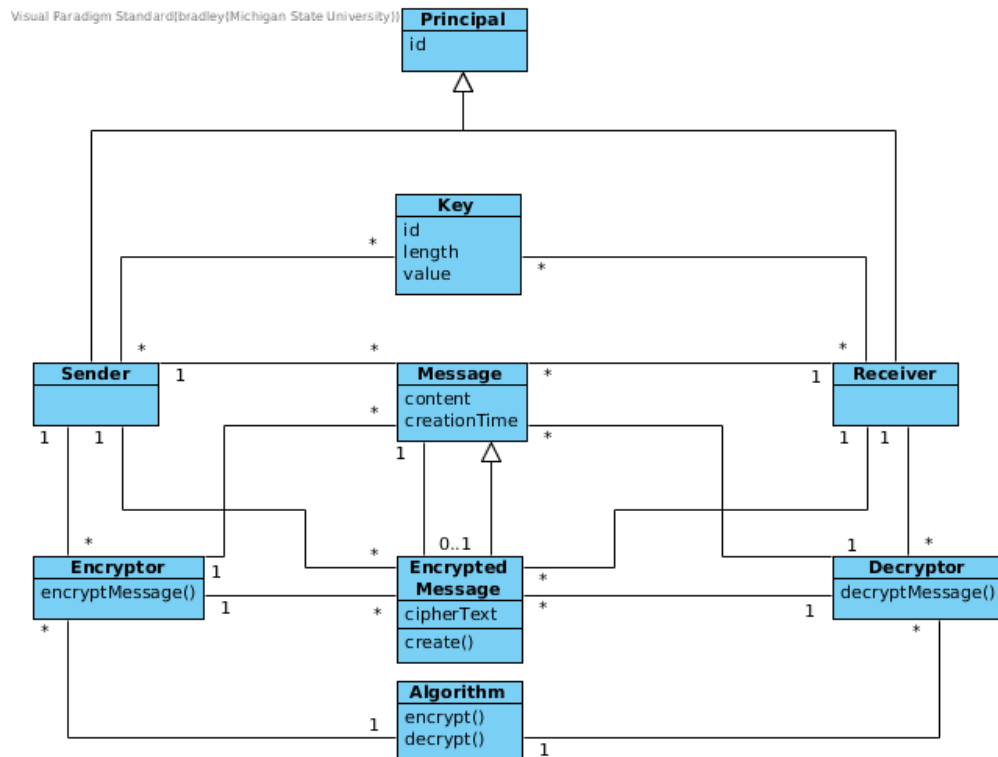 Visual Paradigm Standard(bradley(Michigan State University))
Principal
id
Key
id
length
value
*
*
*
*
*
Sender
1
Message
*
1
Receiver
content
creationTime
1
1
*
1
*
1
1
0..1
*
*
1
*
Encryptor
1
Encrypted
Message
*
Decryptor
encryptMessage()
1
*
cipherText
*
1
decryptMessage()
*
create()
*
Algorithm
encrypt()
decrypt()
1
1